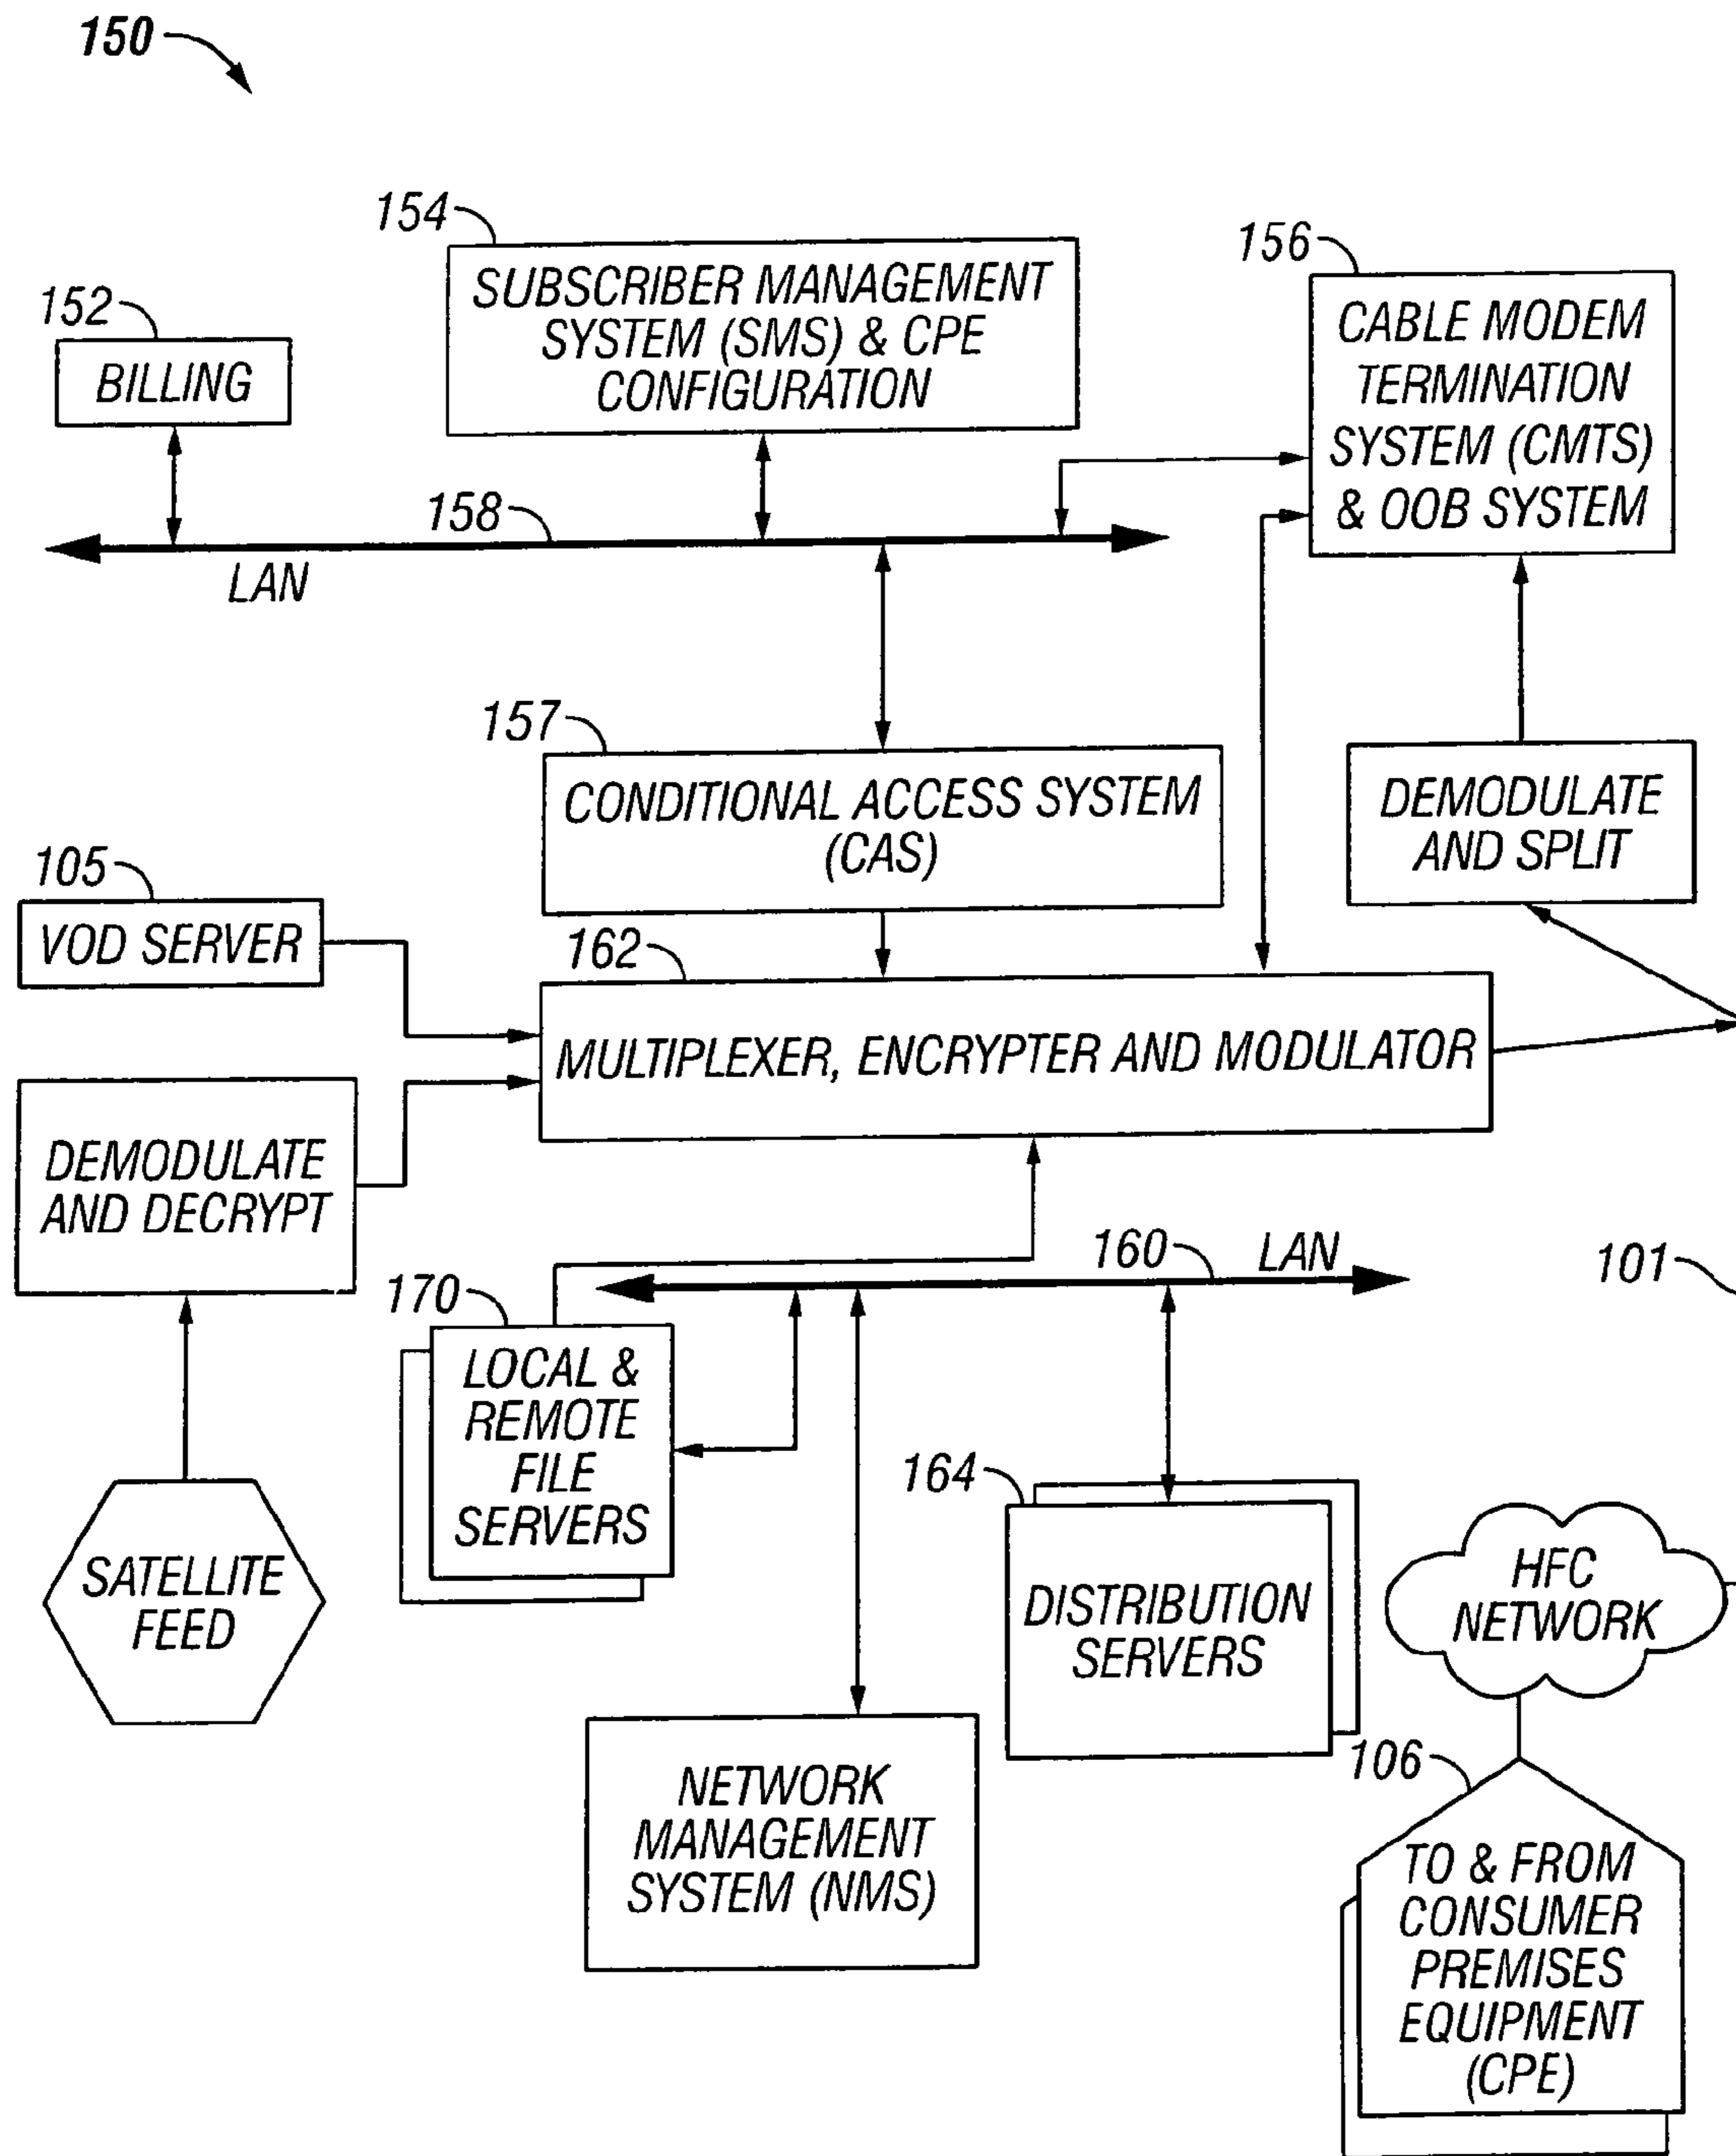 150
154
SUBSCRIBER MANAGEMENT
SYSTEM (SMS) & CPE
CONFIGURATION
156
CABLE MODEM
TERMINATION
SYSTEM (CMTS)
& OOB SYSTEM
152
BILLING
158
LAN
157
CONDITIONAL ACCESS SYSTEM
(CAS)
DEMODULATE
AND SPLIT
105
VOD SERVER
162
MULTIPLEXER, ENCRYPTER AND MODULATOR
DEMODULATE
AND DECRYPT
160
LAN
101
170
LOCAL &
REMOTE
FILE
SERVERS
164
DISTRIBUTION
SERVERS
HFC
NETWORK
SATELLITE
FEED
NETWORK
MANAGEMENT
SYSTEM (NMS)
106
TO & FROM
CONSUMER
PREMISES
EQUIPMENT
(CPE)